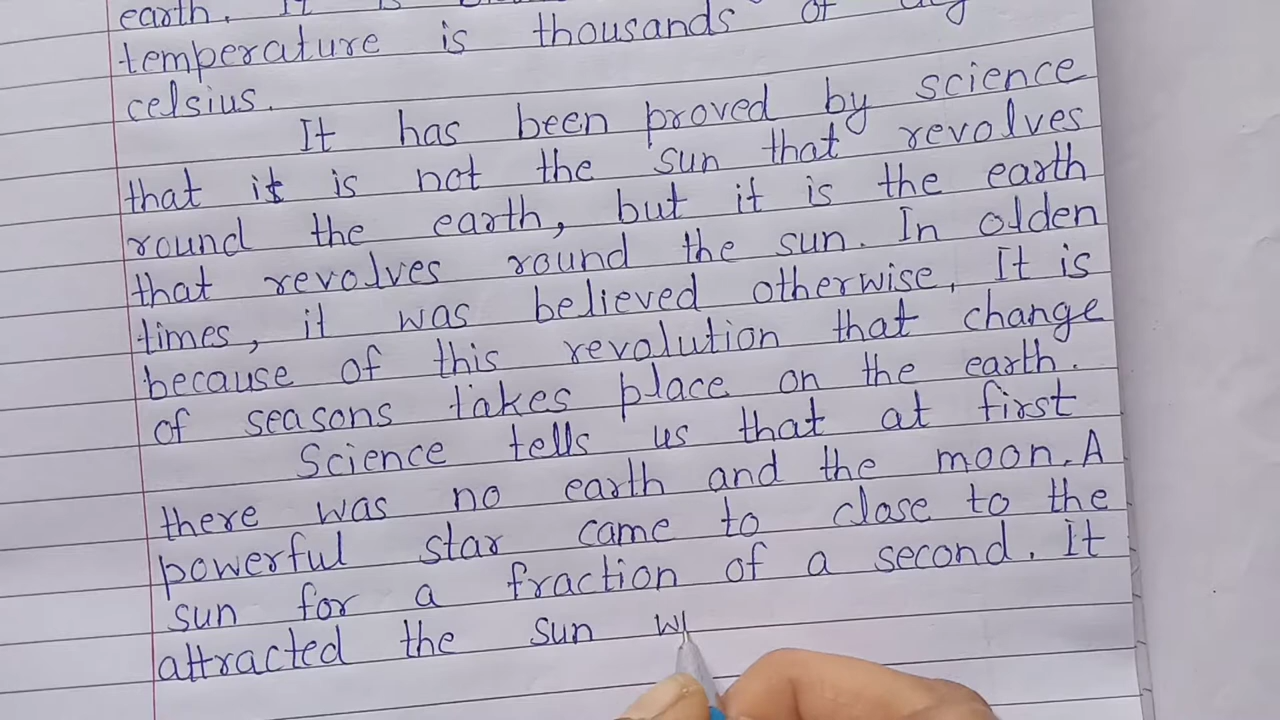 earth. It is
temperature is thousands of
celsius.
It has been proved by science
that it is not the sun that revolves
round the earth, but it is the earth
that revolves round the sun. In olden
times, it was believed otherwise. It is
because of this revolution that change
of seasons takes place on the earth.
Science tells us that at first
there was no earth and the moon. A
powerful star came to close to the
sun for a fraction of a second. It
attracted the sun